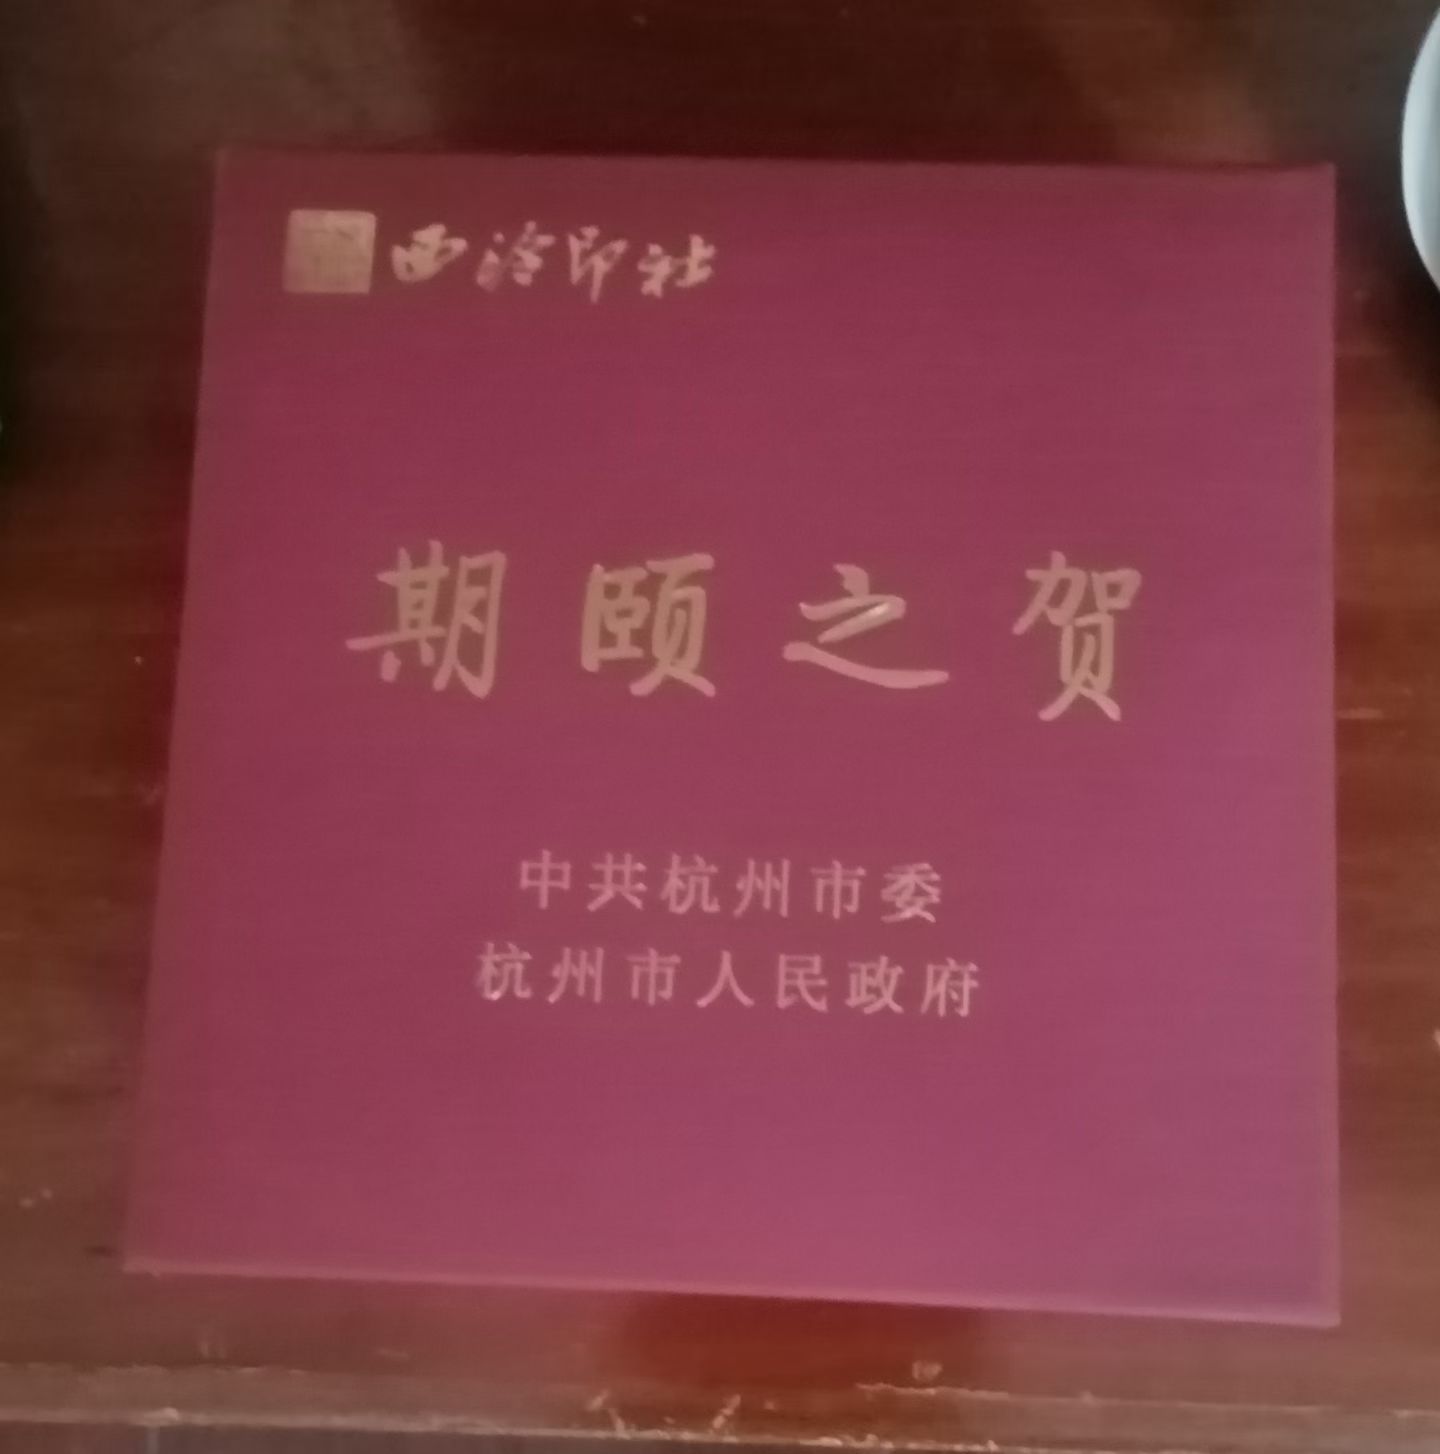 西泠印社
期颐之贺
中共杭州市委
杭州市人民政府